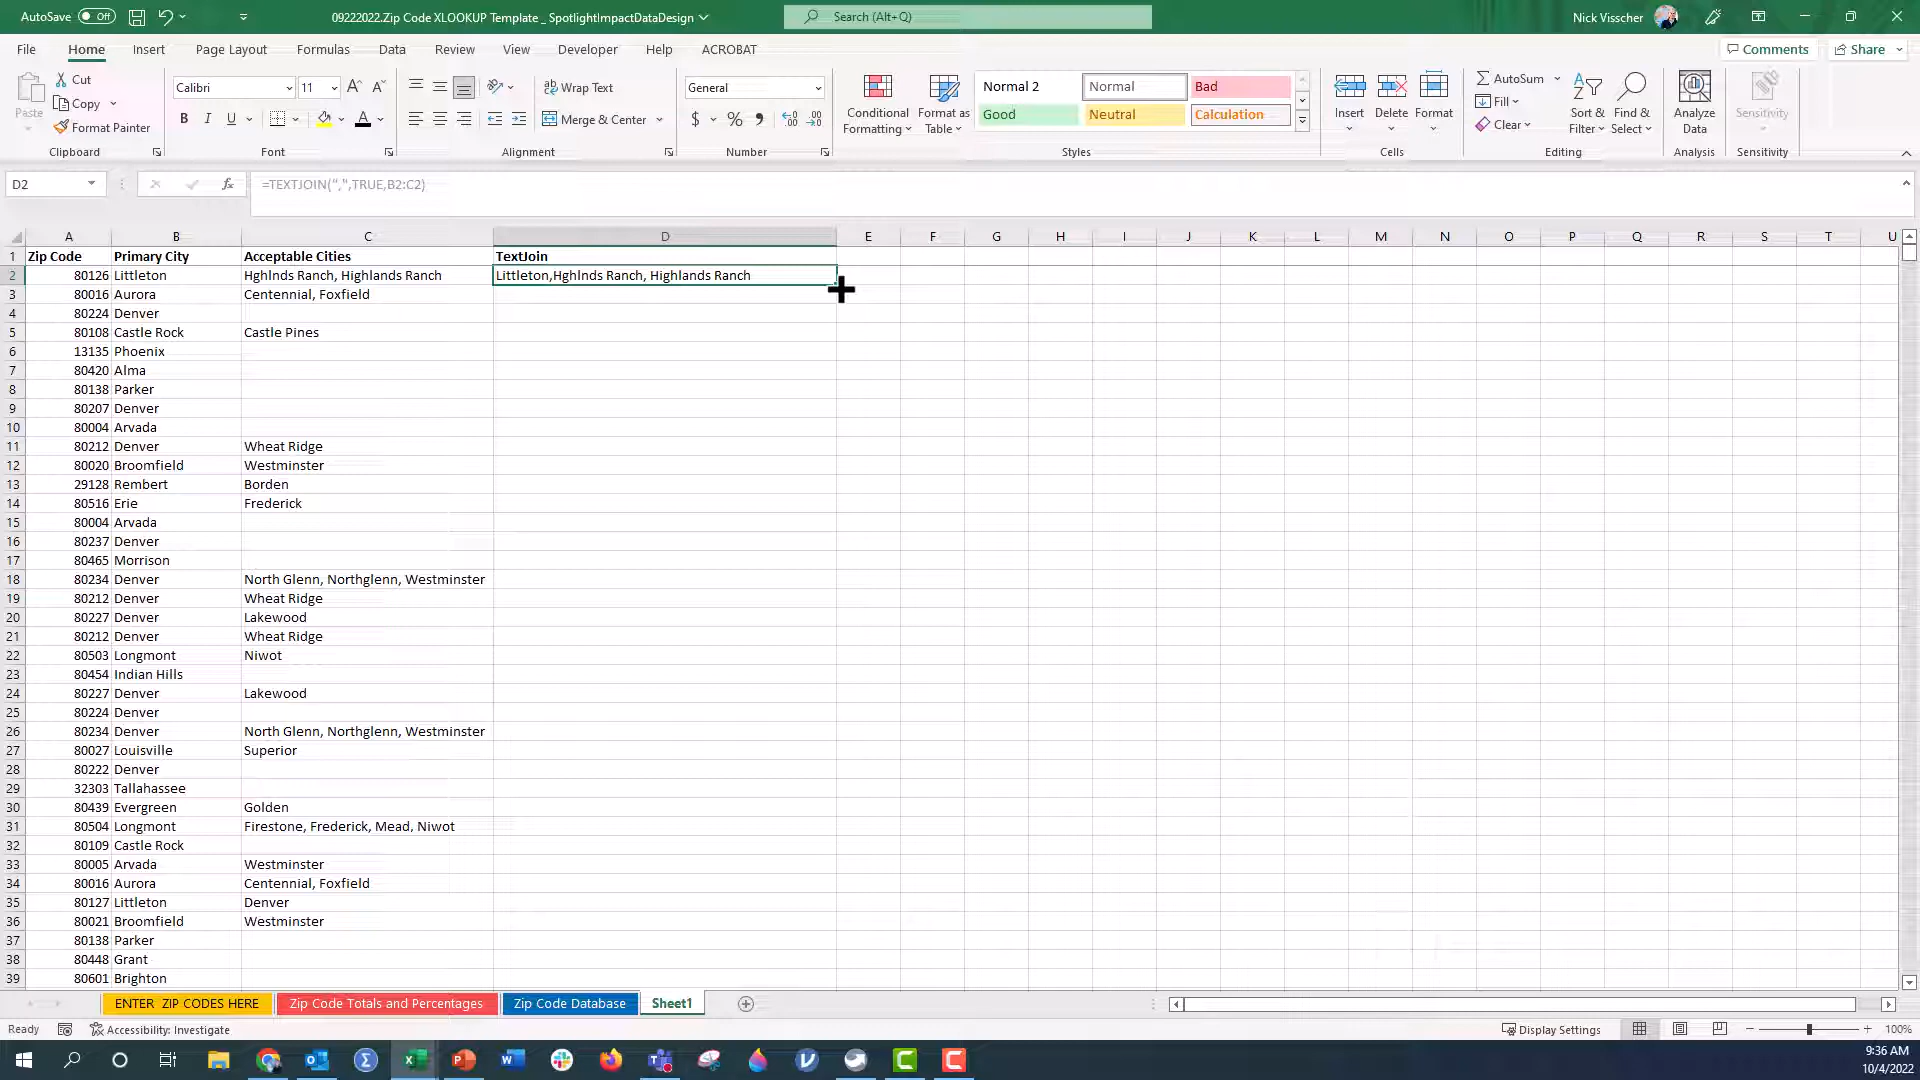 AutoSave Off 09222022.Zip Code XLOOKUP Template _ SpotlightImpactDataDesign Search (Alt+Q) Nick Visscher
File Home Insert Page Layout Formulas Data Review View Developer Help ACROBAT Comments Share
Paste Cut Copy Format Painter Clipboard
Calibri 11 B I U A Font
Wrap Text Merge & Center Alignment
General $ % Number
Conditional Formatting Format as Table Normal 2 Normal Bad Good Neutral Calculation Styles
Insert Delete Format Cells
AutoSum Fill Clear Sort & Filter Find & Select Editing
Analyze Data Analysis Sensitivity Sensitivity
D2 fx =TEXTJOIN(",",TRUE,B2:C2)
A B C D E F G H I J K L M N O P Q R S T U
1 Zip Code Primary City Acceptable Cities TextJoin
2 80126 Littleton Hghlnds Ranch, Highlands Ranch Littleton,Hghlnds Ranch, Highlands Ranch
3 80016 Aurora Centennial, Foxfield
4 80224 Denver
5 80108 Castle Rock Castle Pines
6 13135 Phoenix
7 80420 Alma
8 80138 Parker
9 80207 Denver
10 80004 Arvada
11 80212 Denver Wheat Ridge
12 80020 Broomfield Westminster
13 29128 Rembert Borden
14 80516 Erie Frederick
15 80004 Arvada
16 80237 Denver
17 80465 Morrison
18 80234 Denver North Glenn, Northglenn, Westminster
19 80212 Denver Wheat Ridge
20 80227 Denver Lakewood
21 80212 Denver Wheat Ridge
22 80503 Longmont Niwot
23 80454 Indian Hills
24 80227 Denver Lakewood
25 80224 Denver
26 80234 Denver North Glenn, Northglenn, Westminster
27 80027 Louisville Superior
28 80222 Denver
29 32303 Tallahassee
30 80439 Evergreen Golden
31 80504 Longmont Firestone, Frederick, Mead, Niwot
32 80109 Castle Rock
33 80005 Arvada Westminster
34 80016 Aurora Centennial, Foxfield
35 80127 Littleton Denver
36 80021 Broomfield Westminster
37 80138 Parker
38 80448 Grant
39 80601 Brighton
ENTER ZIP CODES HERE Zip Code Totals and Percentages Zip Code Database Sheet1
Ready Accessibility: Investigate Display Settings 100%
9:36 AM
10/4/2022